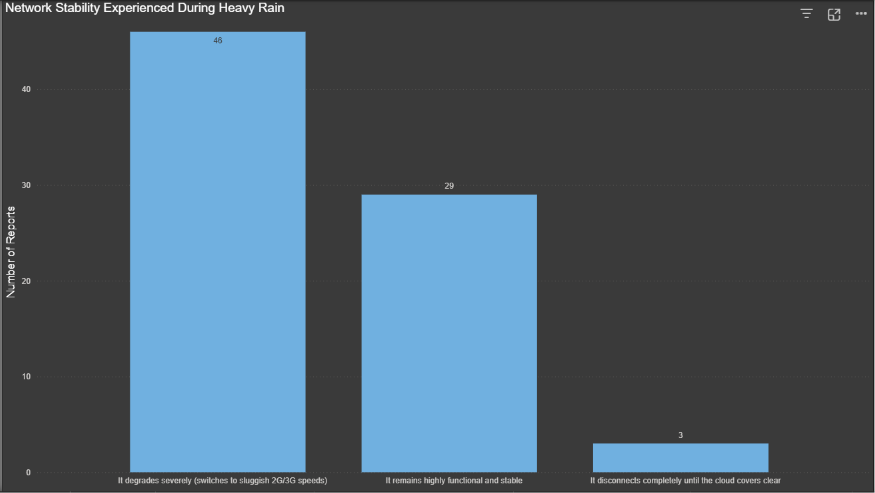 Network Stability Experienced During Heavy Rain
46
40
29
30
Number of Reports
20
10
3
0
It degrades severely (switches to sluggish 2G/3G speeds)
It remains highly functional and stable
It disconnects completely until the cloud covers clear